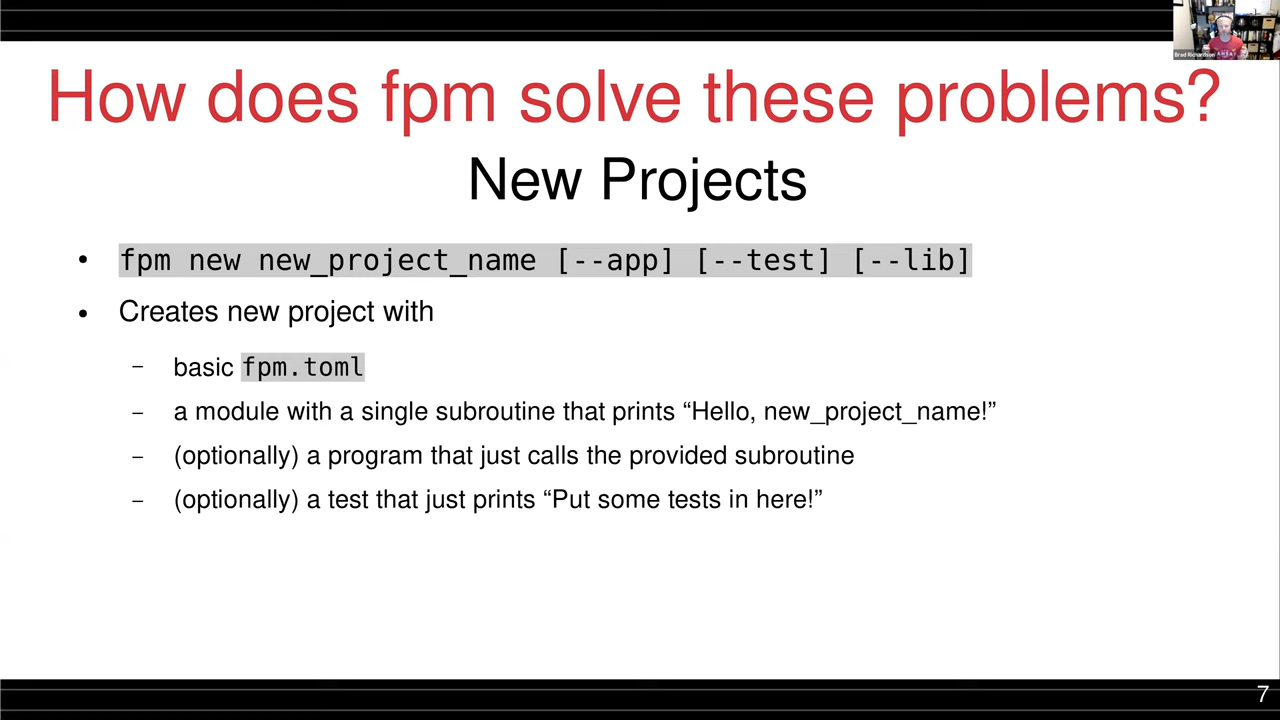 Brad Richardson
How does fpm solve these problems?
New Projects
• fpm new new_project_name [--app] [--test] [--lib]
• Creates new project with
– basic fpm.toml
– a module with a single subroutine that prints “Hello, new_project_name!”
– (optionally) a program that just calls the provided subroutine
– (optionally) a test that just prints “Put some tests in here!”
7